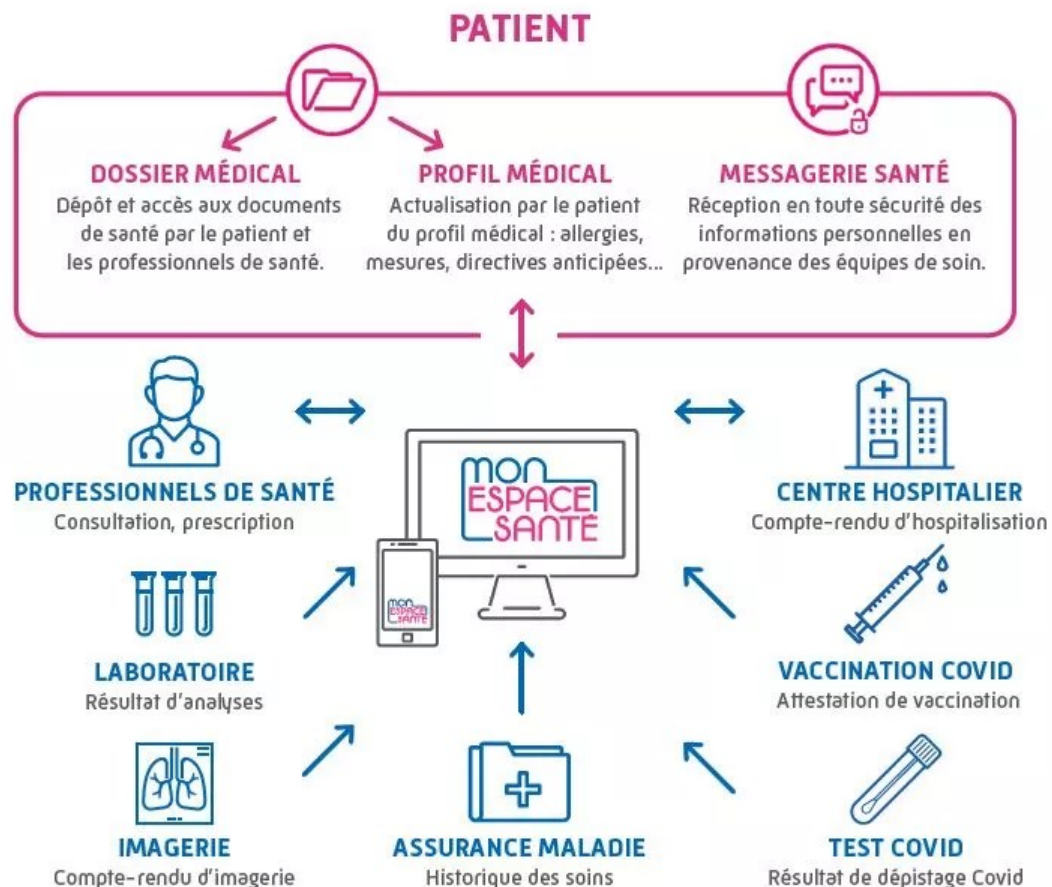 PATIENT
DOSSIER MÉDICAL
Dépôt et accès aux documents
de santé par le patient et
les professionnels de santé.
PROFIL MÉDICAL
Actualisation par le patient
du profil médical : allergies,
mesures, directives anticipées...
MESSAGERIE SANTÉ
Réception en toute sécurité des
informations personnelles en
provenance des équipes de soin.
PROFESSIONNELS DE SANTÉ
Consultation, prescription
mon
ESPACE
SANTÉ
mon
ESPACE
SANTÉ
CENTRE HOSPITALIER
Compte-rendu d'hospitalisation
LABORATOIRE
Résultat d'analyses
VACCINATION COVID
Attestation de vaccination
IMAGERIE
Compte-rendu d'imagerie
ASSURANCE MALADIE
Historique des soins
TEST COVID
Résultat de dépistage Covid